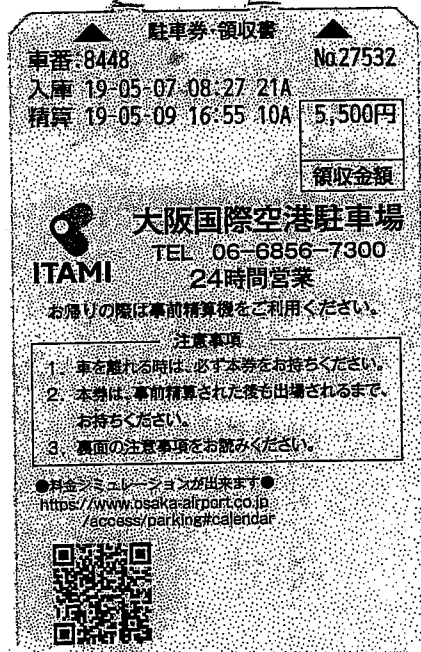 駐車券・領収書
車番:8448 No.27532
入庫 19-05-07 08:27 21A
精算 19-05-09 16:55 10A 5,500円
領収金額
大阪国際空港駐車場
ITAMI
TEL 06-6856-7300
24時間営業
お帰りの際は事前精算機をご利用ください。
注意事項
1. 車を離れる時は、必ず本券をお持ちください。
2. 本券は、事前精算された後も出場されるまで、
お持ちください。
3. 裏面の注意事項をお読みください。
●料金シミュレーションが出来ます●
https://www.osaka-airport.co.jp
/access/parking#calendar